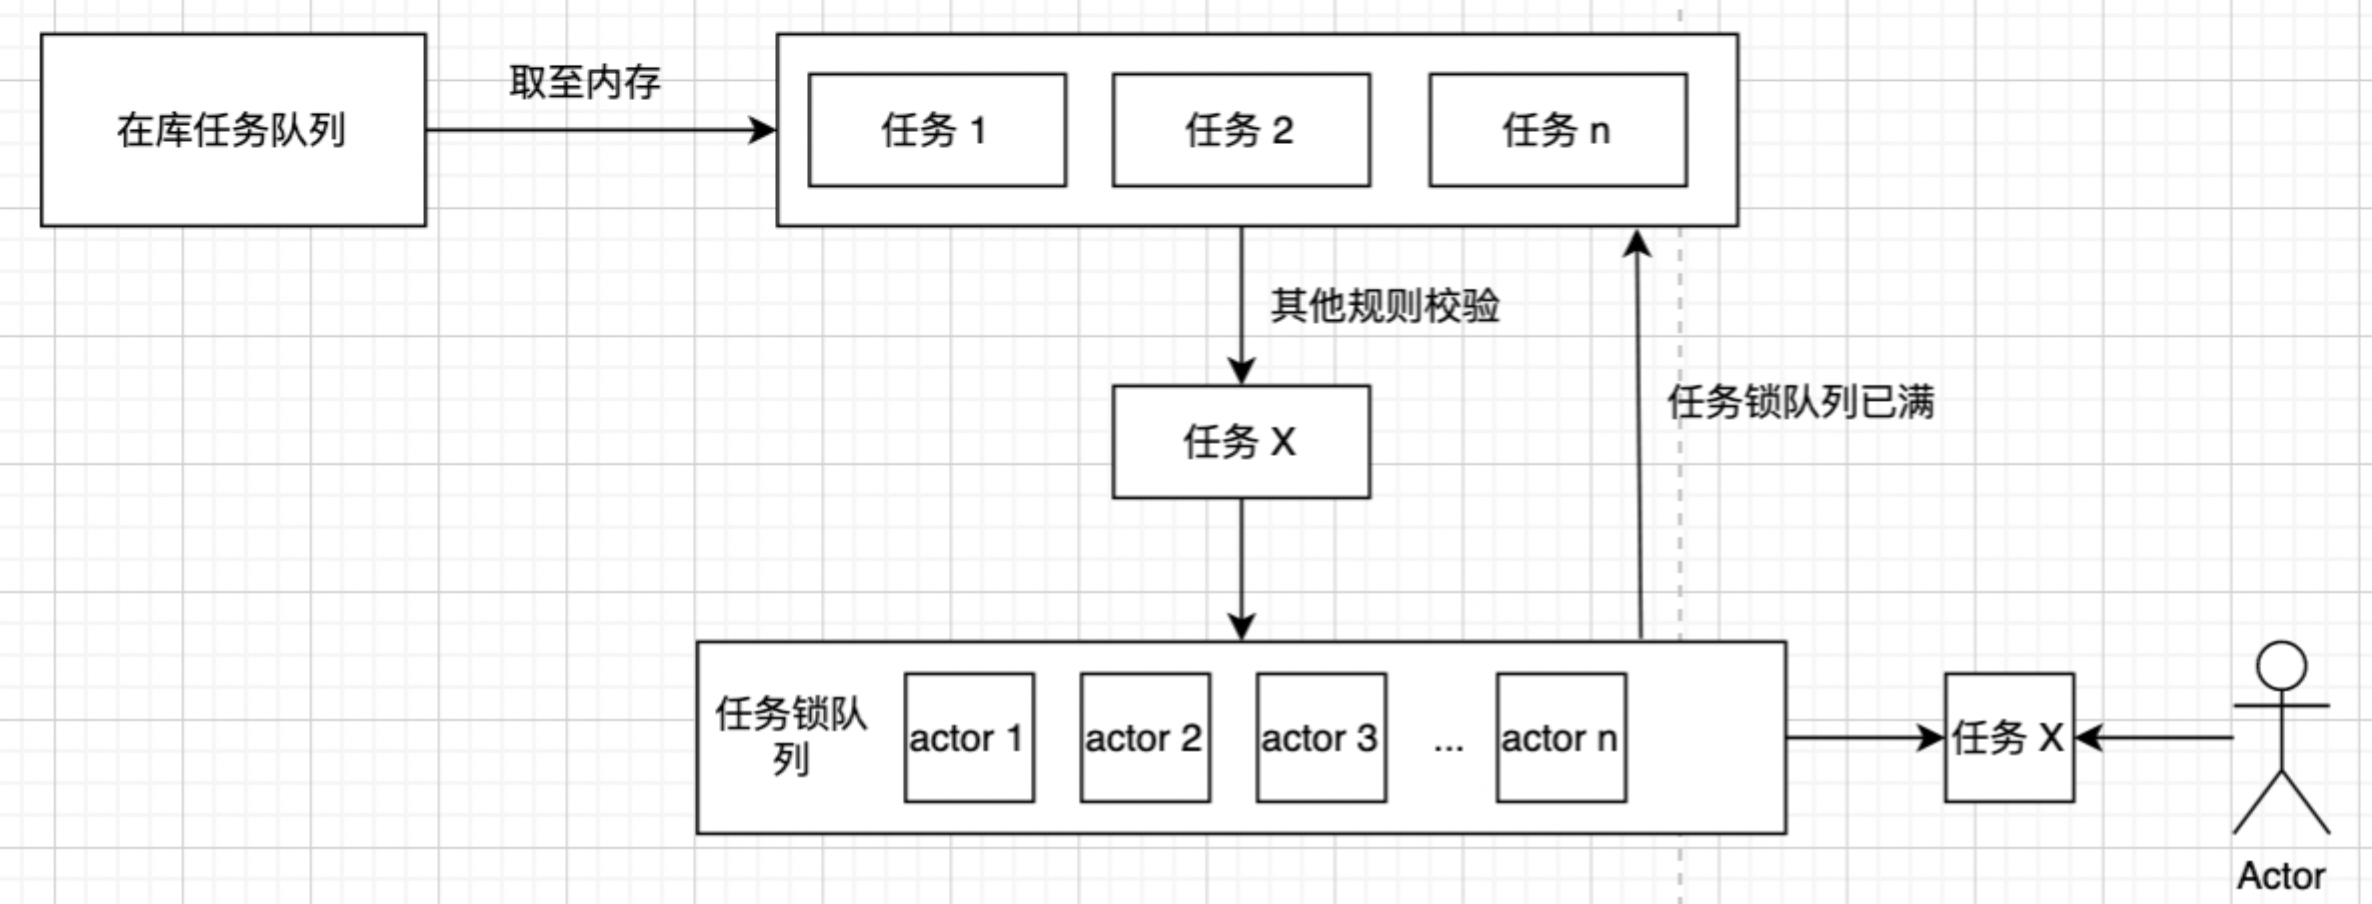 在库任务队列
取至内存
任务 1
任务 2
任务 n
其他规则校验
任务 X
任务锁队列已满
任务锁队
列
actor 1
actor 2
actor 3
...
actor n
任务 X
Actor